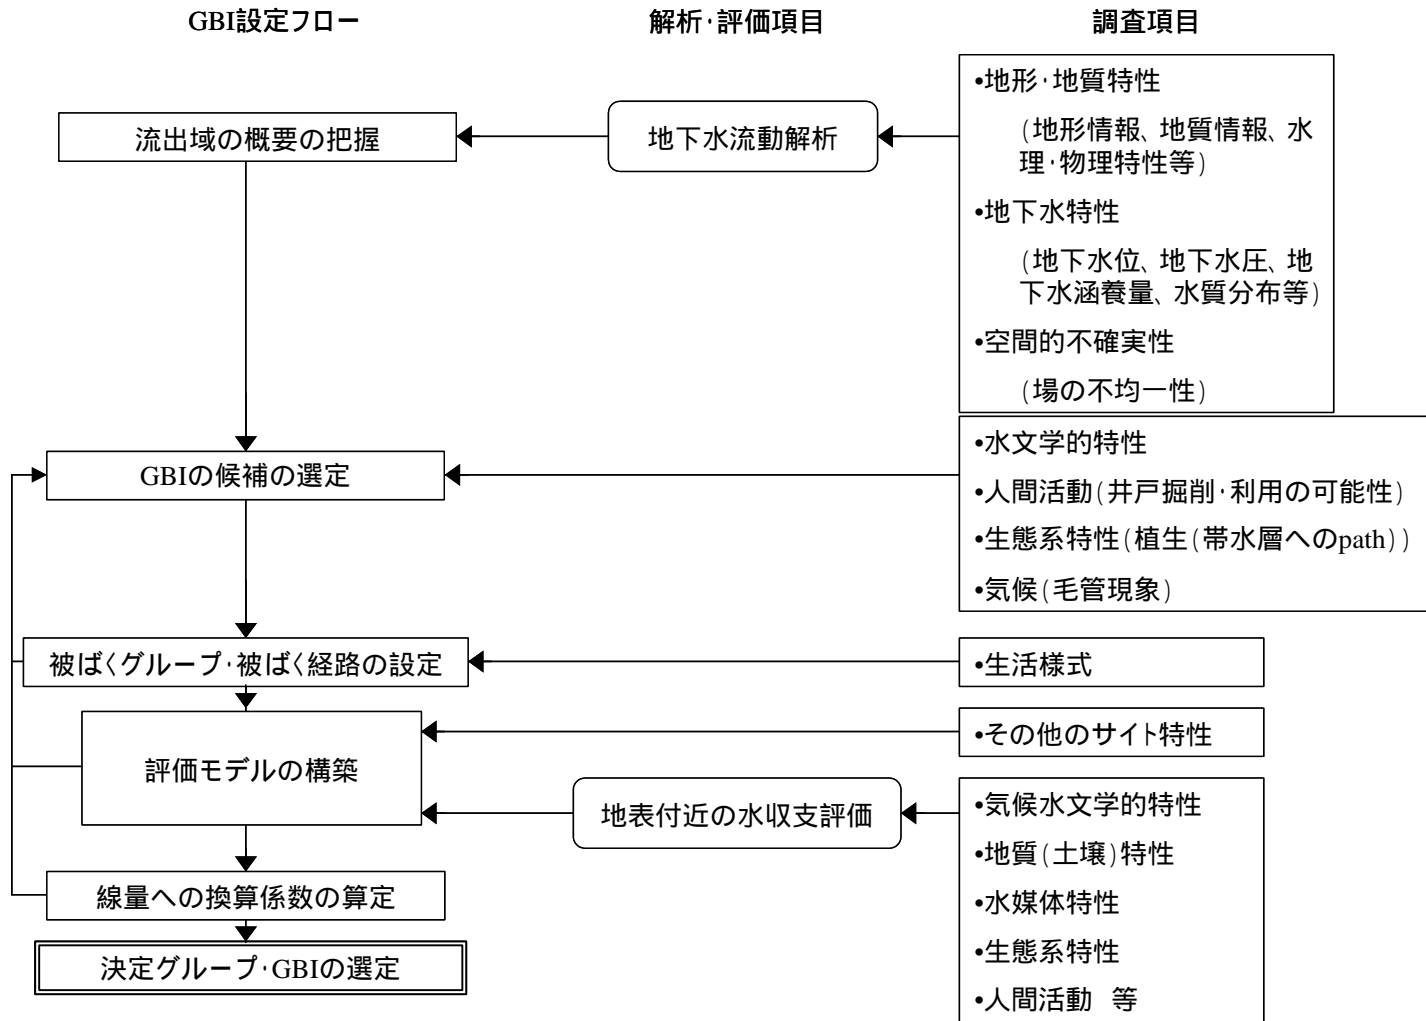 GBI設定フロー
解析・評価項目
調査項目
流出域の概要の把握
地下水流動解析
•地形・地質特性
(地形情報、地質情報、水
理・物理特性等)
•地下水特性
(地下水位、地下水圧、地
下水涵養量、水質分布等)
•空間的不確実性
(場の不均一性)
GBIの候補の選定
•水文学的特性
•人間活動(井戸掘削・利用の可能性)
•生態系特性(植生(帯水層へのpath))
•気候(毛管現象)
被ばくグループ・被ばく経路の設定
•生活様式
評価モデルの構築
•その他のサイト特性
地表付近の水収支評価
•気候水文学的特性
•地質(土壌)特性
•水媒体特性
•生態系特性
•人間活動 等
線量への換算係数の算定
決定グループ・GBIの選定